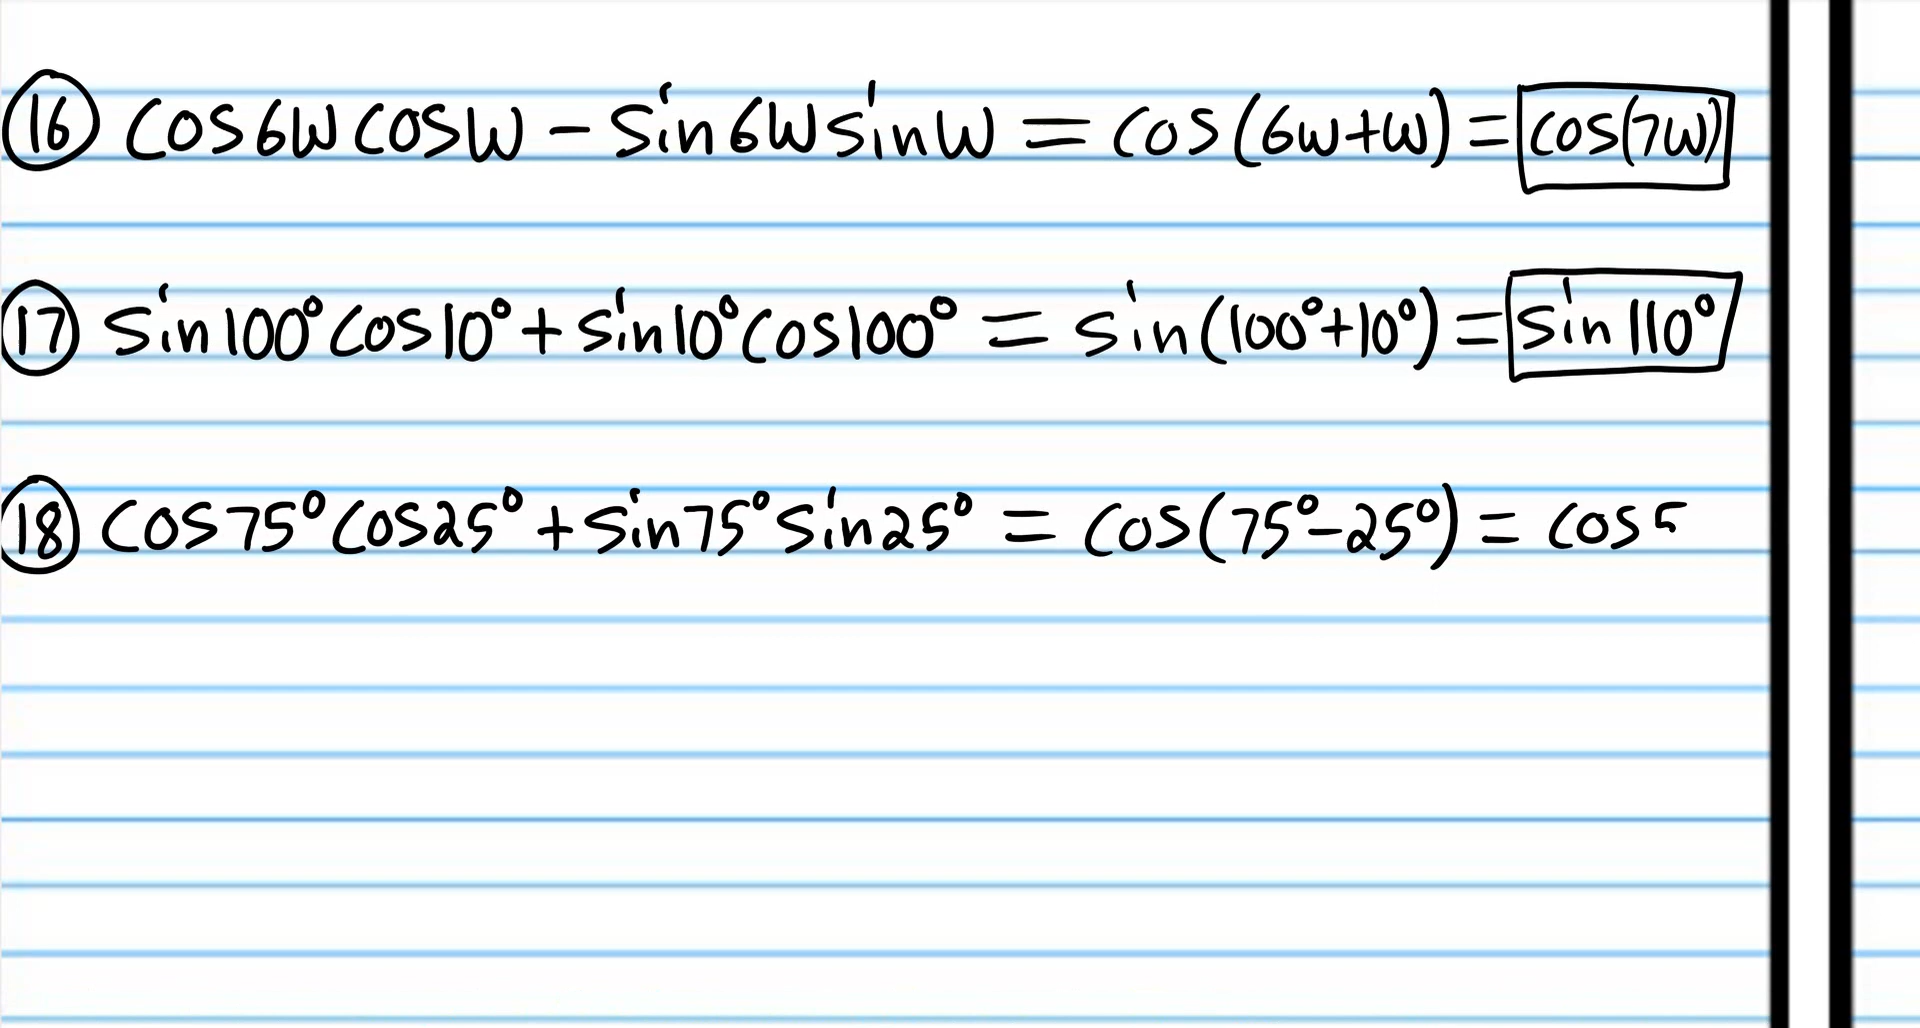 16 cos6w cosw - sin6w sinw = cos(6w+w) = cos(7w)
17 sin100° cos10° + sin10° cos100° = sin(100°+10°) = sin110°
18 cos75° cos25° + sin75° sin25° = cos(75°-25°) = cos5